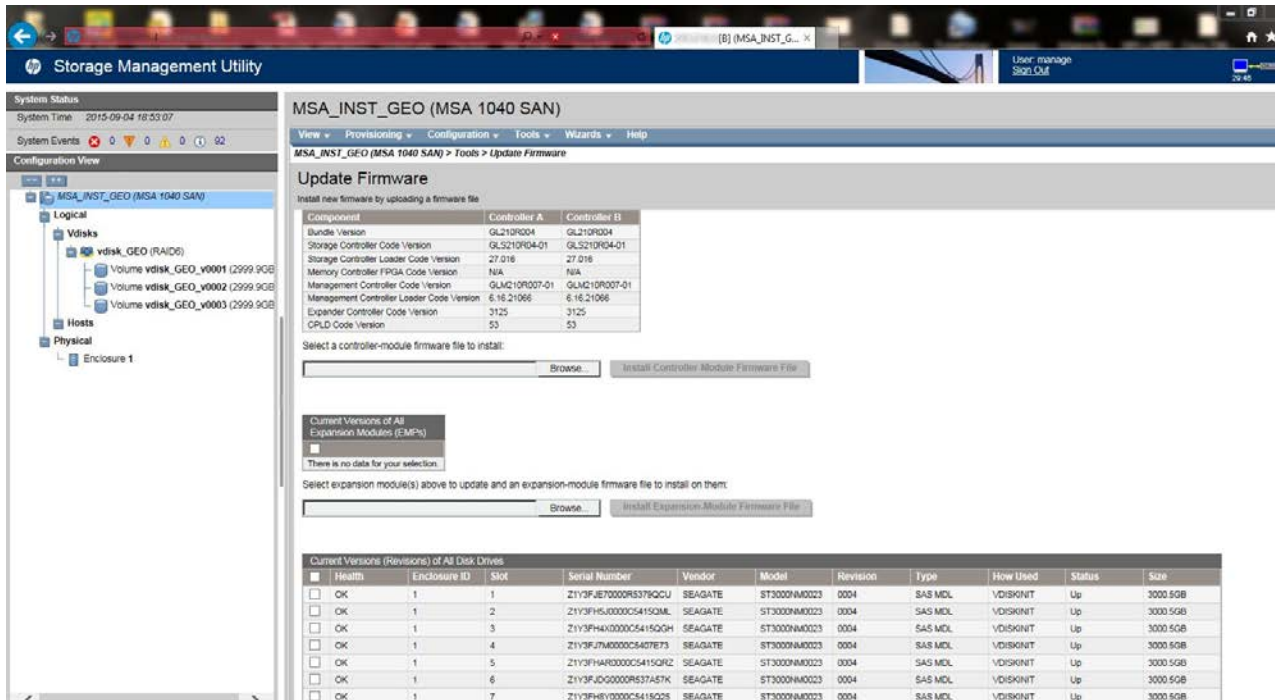 [B] (MSA_INST_G... ×
Storage Management Utility
User: manage
Sign Out
29:46
System Status
System Time 2015-09-04 18:53:07
System Events 0 0 0 92
Configuration View
MSA_INST_GEO (MSA 1040 SAN)
Logical
Vdisks
vdisk_GEO (RAID6)
Volume vdisk_GEO_v0001 (2999.9GB
Volume vdisk_GEO_v0002 (2999.9GB
Volume vdisk_GEO_v0003 (2999.9GB
Hosts
Physical
Enclosure 1
MSA_INST_GEO (MSA 1040 SAN)
View Provisioning Configuration Tools Wizards Help
MSA_INST_GEO (MSA 1040 SAN) > Tools > Update Firmware
Update Firmware
Install new firmware by uploading a firmware file
Component Controller A Controller B
Bundle Version GL210R004 GL210R004
Storage Controller Code Version GLS210R04-01 GLS210R04-01
Storage Controller Loader Code Version 27.016 27.016
Memory Controller FPGA Code Version N/A N/A
Management Controller Code Version GLM210R007-01 GLM210R007-01
Management Controller Loader Code Version 6.16.21066 6.16.21066
Expander Controller Code Version 3125 3125
CPLD Code Version 53 53
Select a controller-module firmware file to install:
Browse... Install Controller-Module Firmware File
Current Versions of All
Expansion Modules (EMPs)
There is no data for your selection.
Select expansion module(s) above to update and an expansion-module firmware file to install on them:
Browse... Install Expansion-Module Firmware File
Current Versions (Revisions) of All Disk Drives
Health Enclosure ID Slot Serial Number Vendor Model Revision Type How Used Status Size
OK 1 1 Z1Y3FJE70000R5379QCU SEAGATE ST3000NM0023 0004 SAS MDL VDISKINIT Up 3000.5GB
OK 1 2 Z1Y3FHSJ0000C5415QML SEAGATE ST3000NM0023 0004 SAS MDL VDISKINIT Up 3000.5GB
OK 1 3 Z1Y3FH4X0000C5415QGH SEAGATE ST3000NM0023 0004 SAS MDL VDISKINIT Up 3000.5GB
OK 1 4 Z1Y3FJ7M0000C5407E73 SEAGATE ST3000NM0023 0004 SAS MDL VDISKINIT Up 3000.5GB
OK 1 5 Z1Y3FHAR0000C5415QRZ SEAGATE ST3000NM0023 0004 SAS MDL VDISKINIT Up 3000.5GB
OK 1 6 Z1Y3FJDG0000R537A57K SEAGATE ST3000NM0023 0004 SAS MDL VDISKINIT Up 3000.5GB
OK 1 7 Z1Y3FH8Y0000C5415Q25 SEAGATE ST3000NM0023 0004 SAS MDL VDISKINIT Up 3000.5GB